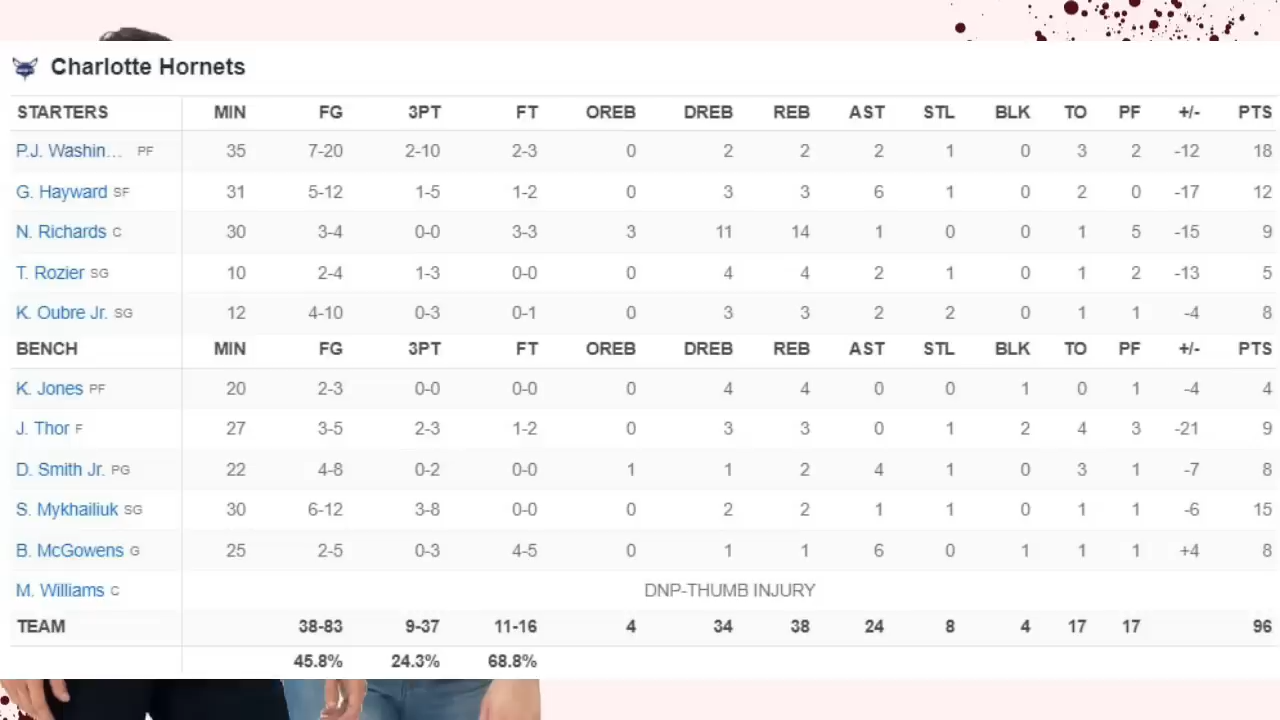 Charlotte Hornets
STARTERS MIN FG 3PT FT OREB DREB REB AST STL BLK TO PF +/- PTS
P.J. Washin... PF 35 7-20 2-10 2-3 0 2 2 2 1 0 3 2 -12 18
G. Hayward SF 31 5-12 1-5 1-2 0 3 3 6 1 0 2 0 -17 12
N. Richards C 30 3-4 0-0 3-3 3 11 14 1 0 0 1 5 -15 9
T. Rozier SG 10 2-4 1-3 0-0 0 4 4 2 1 0 1 2 -13 5
K. Oubre Jr. SG 12 4-10 0-3 0-1 0 3 3 2 2 0 1 1 -4 8
BENCH MIN FG 3PT FT OREB DREB REB AST STL BLK TO PF +/- PTS
K. Jones PF 20 2-3 0-0 0-0 0 4 4 0 0 1 0 1 -4 4
J. Thor F 27 3-5 2-3 1-2 0 3 3 0 1 2 4 3 -21 9
D. Smith Jr. PG 22 4-8 0-2 0-0 1 1 2 4 1 0 3 1 -7 8
S. Mykhailiuk SG 30 6-12 3-8 0-0 0 2 2 1 1 0 1 1 -6 15
B. McGowens G 25 2-5 0-3 4-5 0 1 1 6 0 1 1 1 +4 8
M. Williams C DNP-THUMB INJURY
TEAM 38-83 9-37 11-16 4 34 38 24 8 4 17 17 96
45.8% 24.3% 68.8%